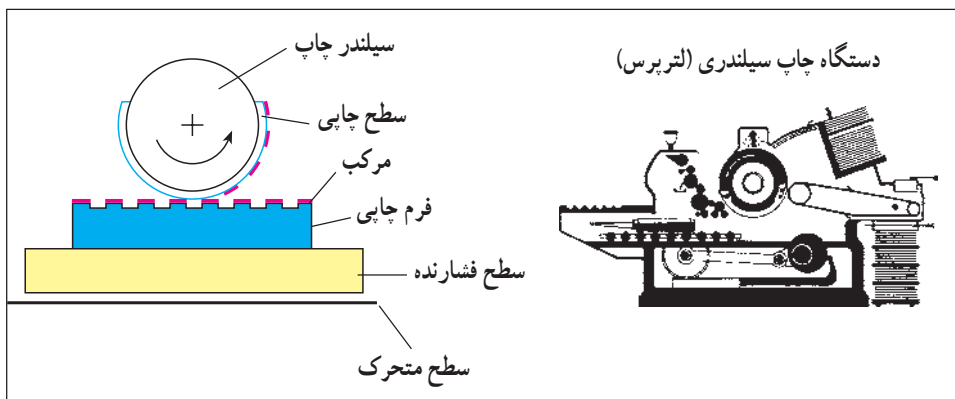 دستگاه چاپ سیلندری (لترپرس)
سیلندر چاپ
سطح چاپی
مرکب
فرم چاپی
سطح فشارنده
سطح متحرک